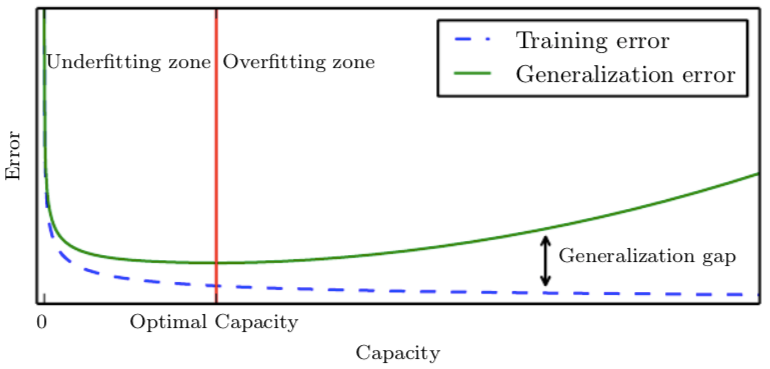 Underfitting zone
Overfitting zone
Training error
Generalization error
Error
Generalization gap
0
Optimal Capacity
Capacity